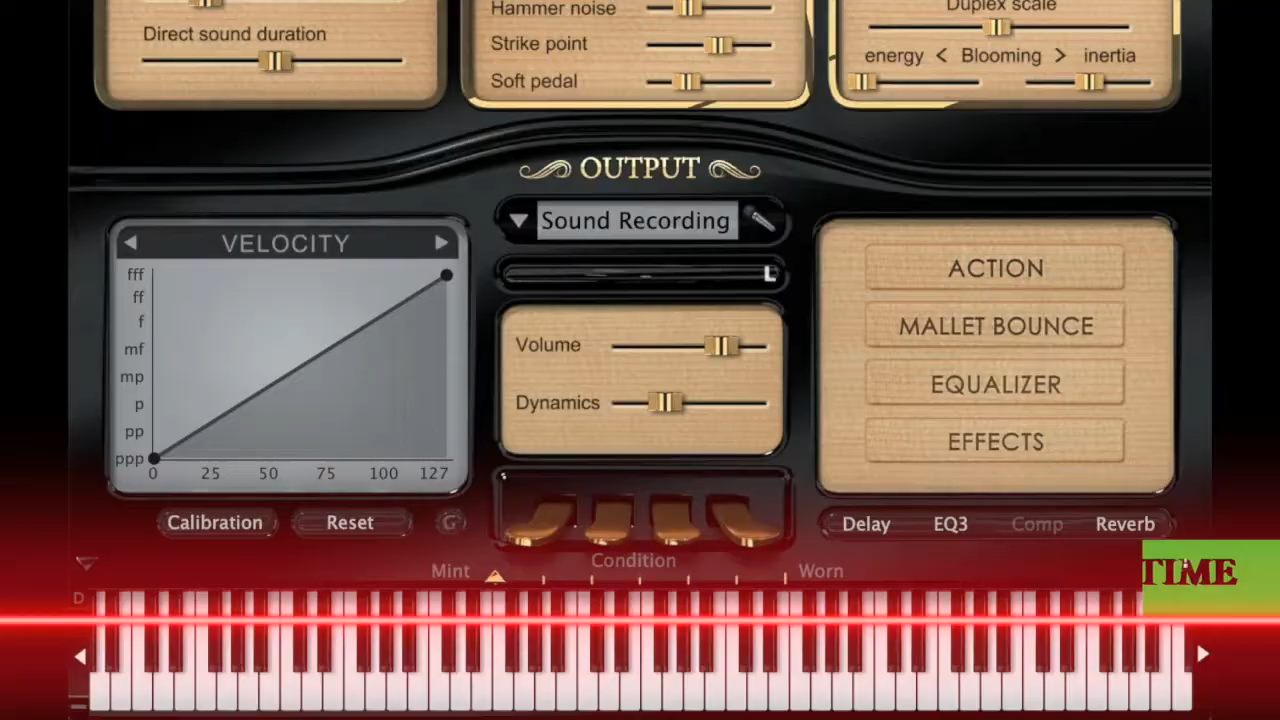 Direct sound duration
Hammer noise
Strike point
Soft pedal
Duplex scale
energy < Blooming > inertia
OUTPUT
Sound Recording
VELOCITY
fff
ff
f
mf
mp
p
pp
ppp
0 25 50 75 100 127
Calibration Reset G
L
Volume
Dynamics
ACTION
MALLET BOUNCE
EQUALIZER
EFFECTS
Delay EQ3 Comp Reverb
Mint Condition Worn
TIME
D